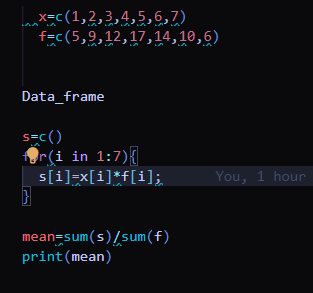 x=c(1,2,3,4,5,6,7)
f=c(5,9,12,17,14,10,6)
Data_frame
s=c()
for(i in 1:7){
s[i]=x[i]*f[i];
You, 1 hour
}
mean=sum(s)/sum(f)
print(mean)